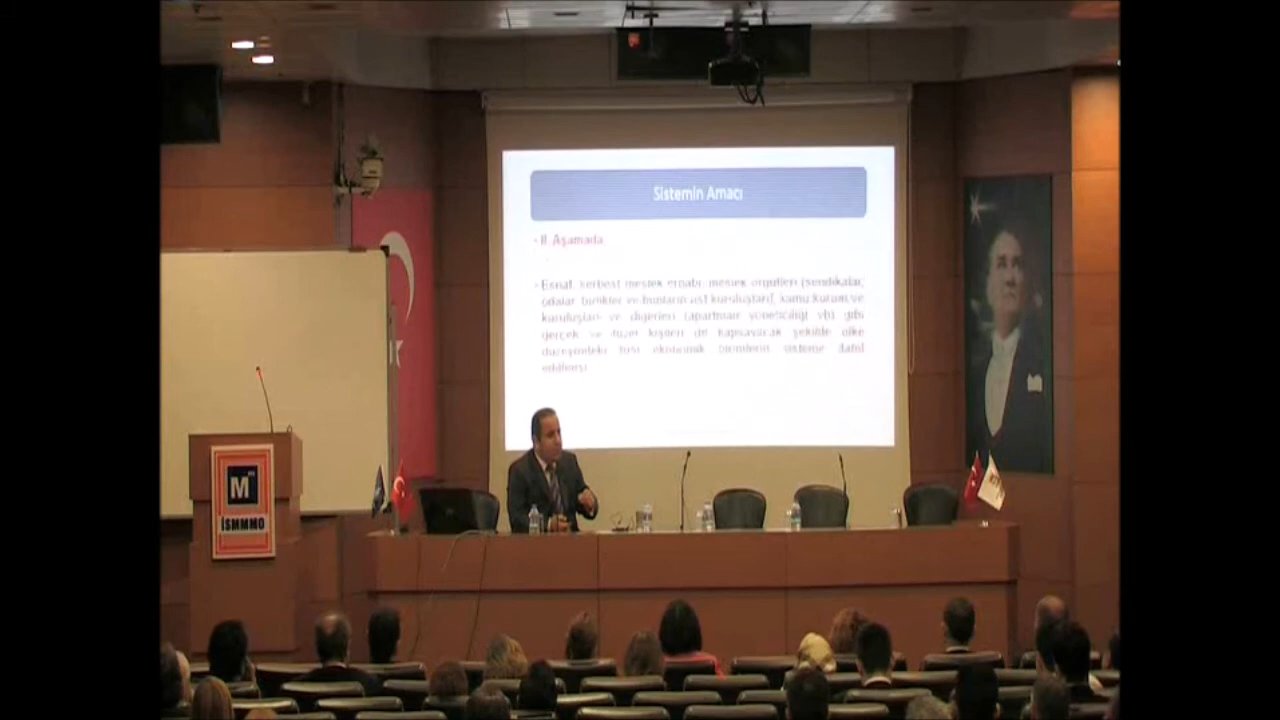 Sistemin Amacı
- II. Aşamada
- Esnaf, serbest meslek erbabı, meslek örgütleri (sendikalar,
odalar birlikler ve bunların üst kuruluşları), kamu kurum ve
kuruluşları ve diğerleri (apartman yöneticiliği vb) gibi
gerçek ve tüzel kişileri de kapsayacak şekilde ülke
düzeyindeki tüm ekonomik birimlerin sisteme dahil
edilmesi
M
İSMMMO